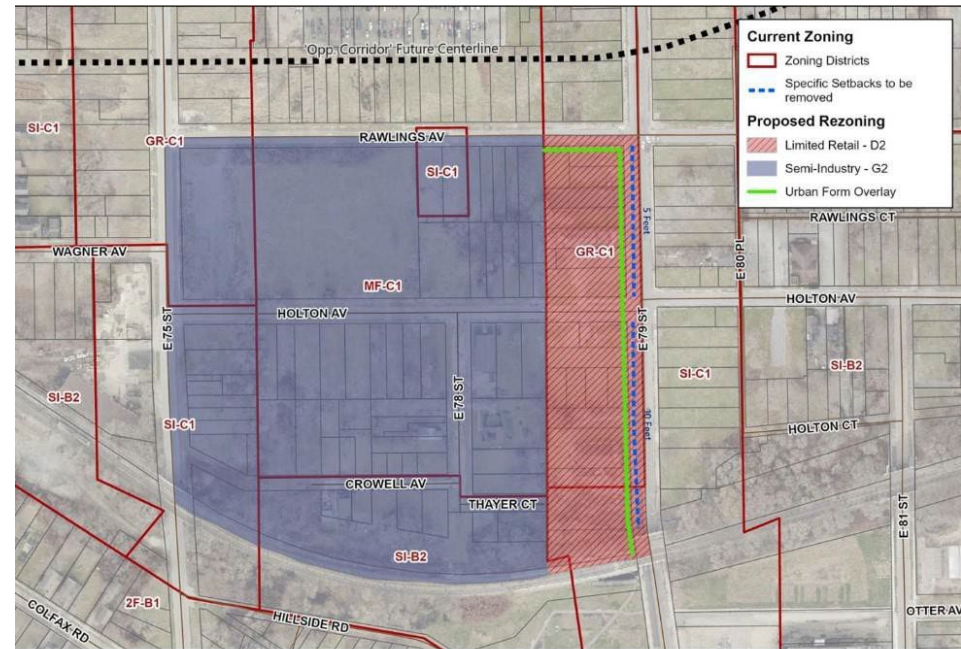 'Opp. Corridor' Future Centerline
Current Zoning
Zoning Districts
Specific Setbacks to be
removed
Proposed Rezoning
Limited Retail - D2
Semi-Industry - G2
Urban Form Overlay
SI-C1
GR-C1
RAWLINGS AV
SI-C1
5 Feet
RAWLINGS CT
WAGNER AV
GR-C1
E 80 PL
MF-C1
HOLTON AV
HOLTON AV
E 75 ST
E 79 ST
E 78 ST
SI-C1
SI-B2
SI-B2
SI-C1
10 Feet
HOLTON CT
CROWELL AV
THAYER CT
E 81 ST
SI-B2
2F-B1
HILLSIDE RD
COLFAX RD
OTTER AV